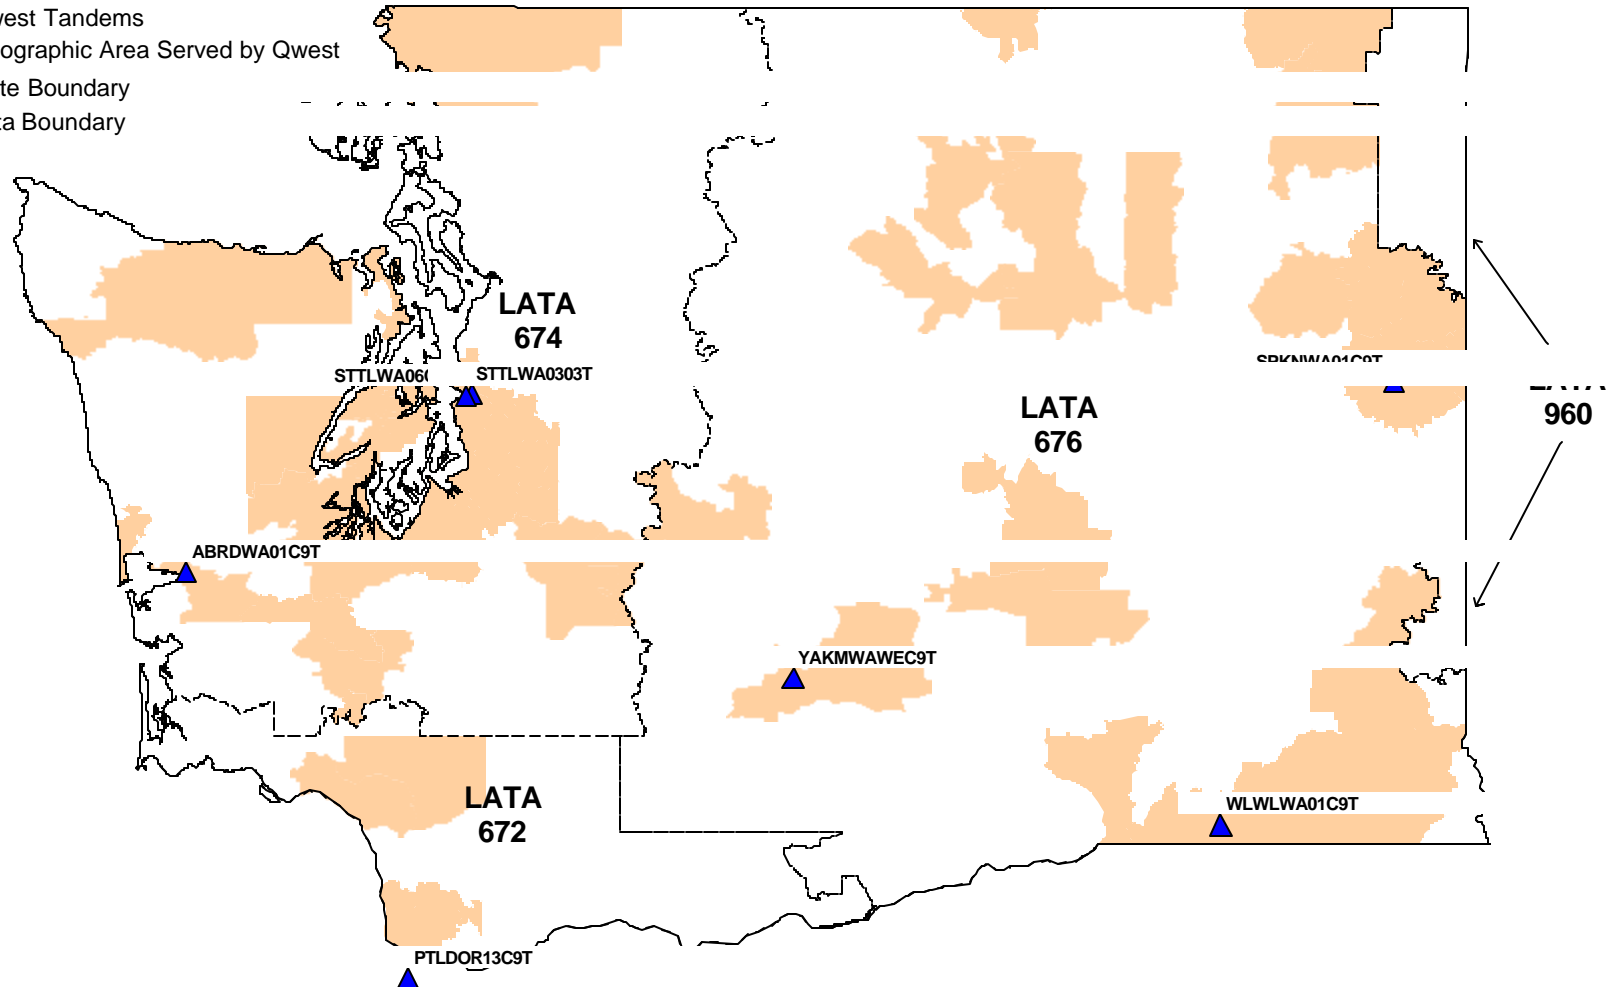 Tandems
Area Served by Qwest
Boundary
Boundary
LATA
674
STTLWA0303T
LATA
676
960
ABRDWA01C9T
YAKMWAWEC9T
LATA
672
WLWLWA01C9T
PTLDOR13C9T